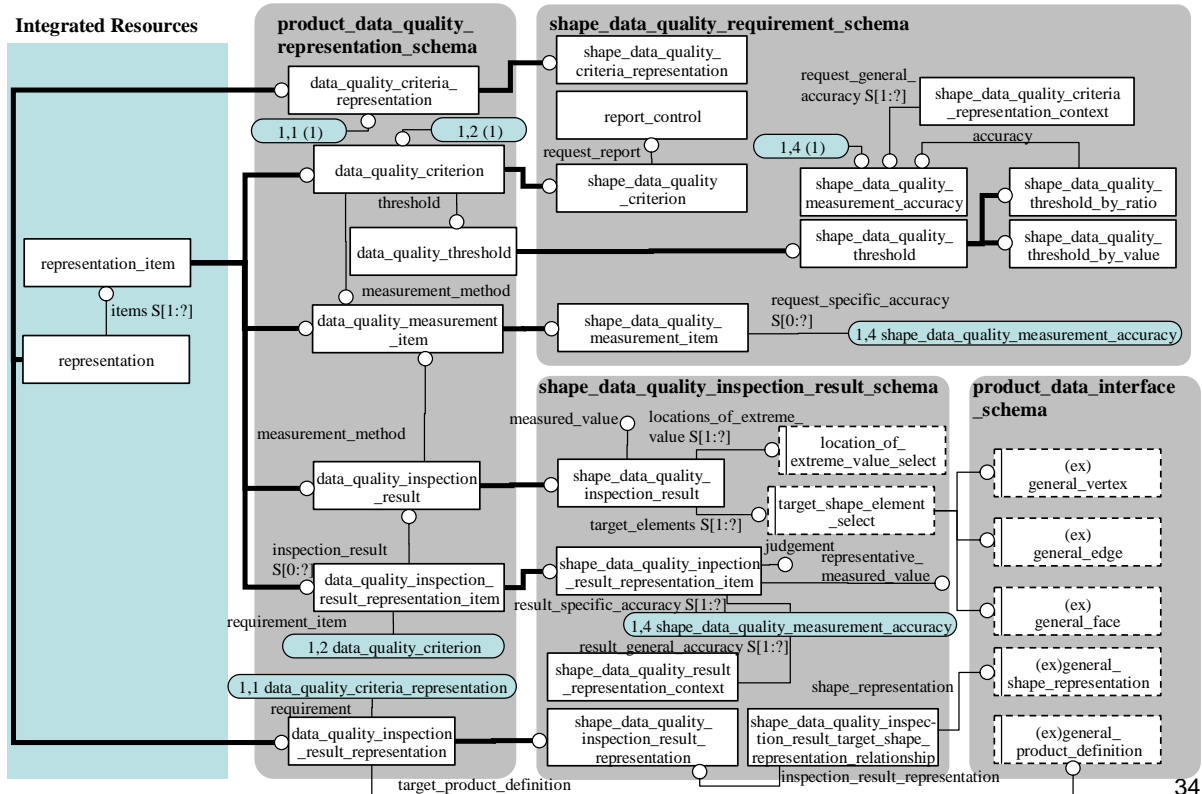 Integrated Resources
representation_item
items S[1:?]
representation
product_data_quality_
representation_schema
data_quality_criteria_
representation
1,1 (1)
1,2 (1)
data_quality_criterion
threshold
data_quality_threshold
measurement_method
data_quality_measurement
_item
measurement_method
data_quality_inspection
_result
inspection_result
S[0:?]
data_quality_inspection_
result_representation_item
requirement_item
1,2 data_quality_criterion
1,1 data_quality_criteria_representation
requirement
data_quality_inspection
_result_representation
target_product_definition
shape_data_quality_requirement_schema
shape_data_quality_
criteria_representation
report_control
request_report
shape_data_quality
_criterion
request_general_
accuracy S[1:?]
shape_data_quality_criteria
_representation_context
1,4 (1)
accuracy
shape_data_quality_
measurement_accuracy
shape_data_quality_
threshold_by_ratio
shape_data_quality_
threshold
shape_data_quality_
threshold_by_value
shape_data_quality_
measurement_item
request_specific_accuracy
S[0:?]
1,4 shape_data_quality_measurement_accuracy
shape_data_quality_inspection_result_schema
measured_value
locations_of_extreme_
value S[1:?]
location_of_
extreme_value_select
shape_data_quality_
inspection_result
target_shape_element
_select
target_elements S[1:?]
judgement
shape_data_quality_inpection
_result_representation_item
representative_
measured_value
result_specific_accuracy S[1:?]
1,4 shape_data_quality_measurement_accuracy
result_general_accuracy S[1:?]
shape_data_quality_result
_representation_context
shape_representation
shape_data_quality_
inspection_result_
representation
shape_data_quality_inspec-
tion_result_target_shape_
representation_relationship
inspection_result_representation
product_data_interface
_schema
(ex)
general_vertex
(ex)
general_edge
(ex)
general_face
(ex)general_
shape_representation
(ex)general_
product_definition
34